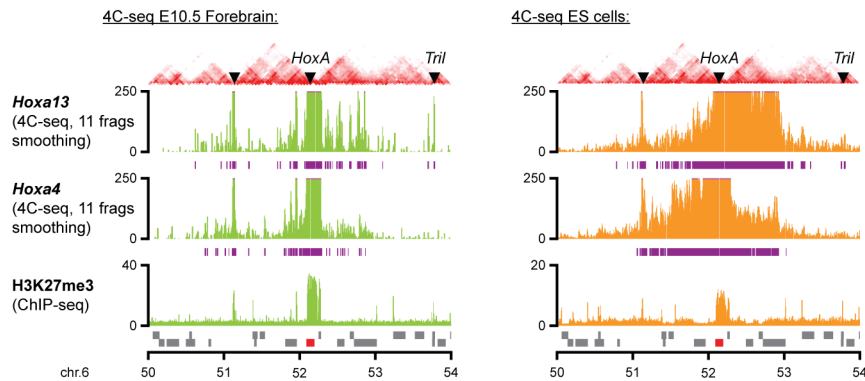 4C-seq E10.5 Forebrain:
4C-seq ES cells:
HoxA
Tril
HoxA
Tril
Hoxa13
(4C-seq, 11 frags
smoothing)
250
0
250
0
Hoxa4
(4C-seq, 11 frags
smoothing)
250
0
250
0
H3K27me3
(ChIP-seq)
40
0
20
0
chr.6
50 51 52 53 54
50 51 52 53 54